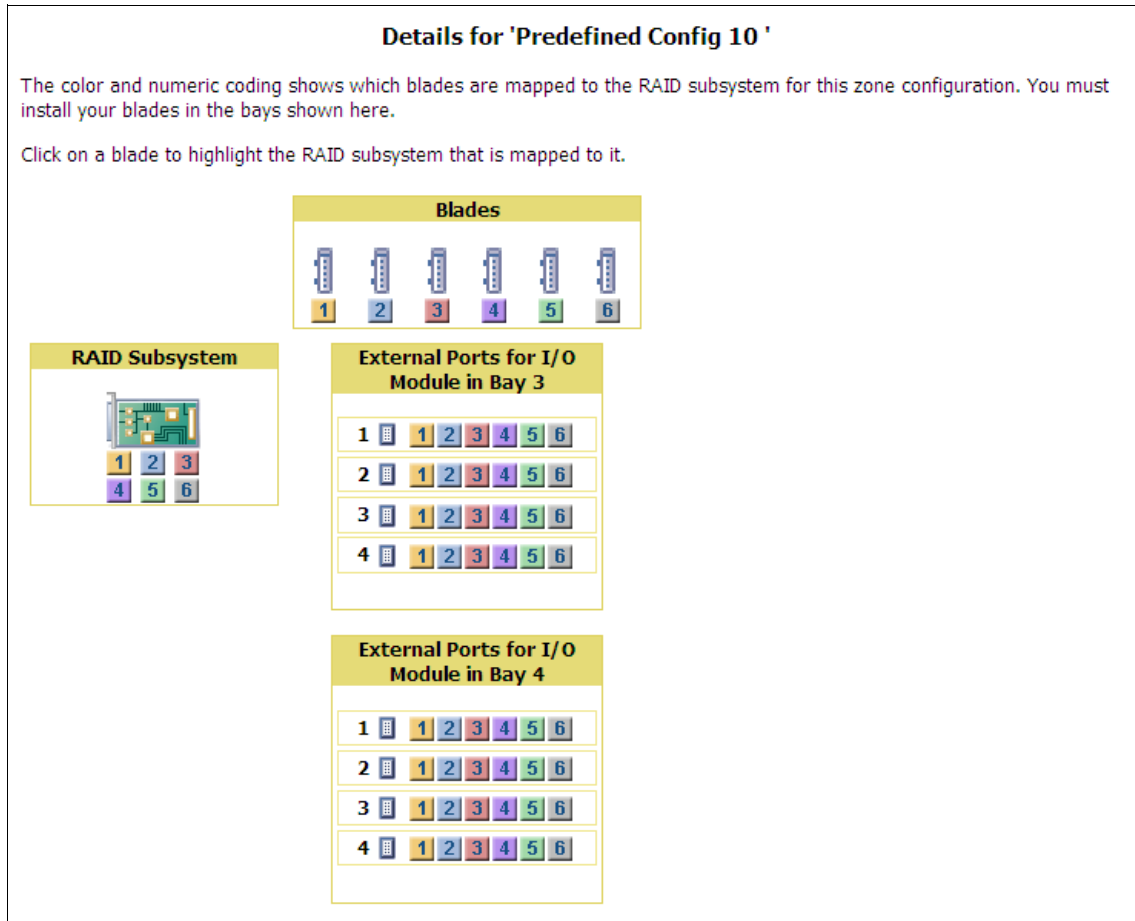 Details for 'Predefined Config 10 '
The color and numeric coding shows which blades are mapped to the RAID subsystem for this zone configuration. You must
install your blades in the bays shown here.
Click on a blade to highlight the RAID subsystem that is mapped to it.
Blades
1 2 3 4 5 6
RAID Subsystem
1 2 3
4 5 6
External Ports for I/O
Module in Bay 3
1 1 2 3 4 5 6
2 1 2 3 4 5 6
3 1 2 3 4 5 6
4 1 2 3 4 5 6
External Ports for I/O
Module in Bay 4
1 1 2 3 4 5 6
2 1 2 3 4 5 6
3 1 2 3 4 5 6
4 1 2 3 4 5 6